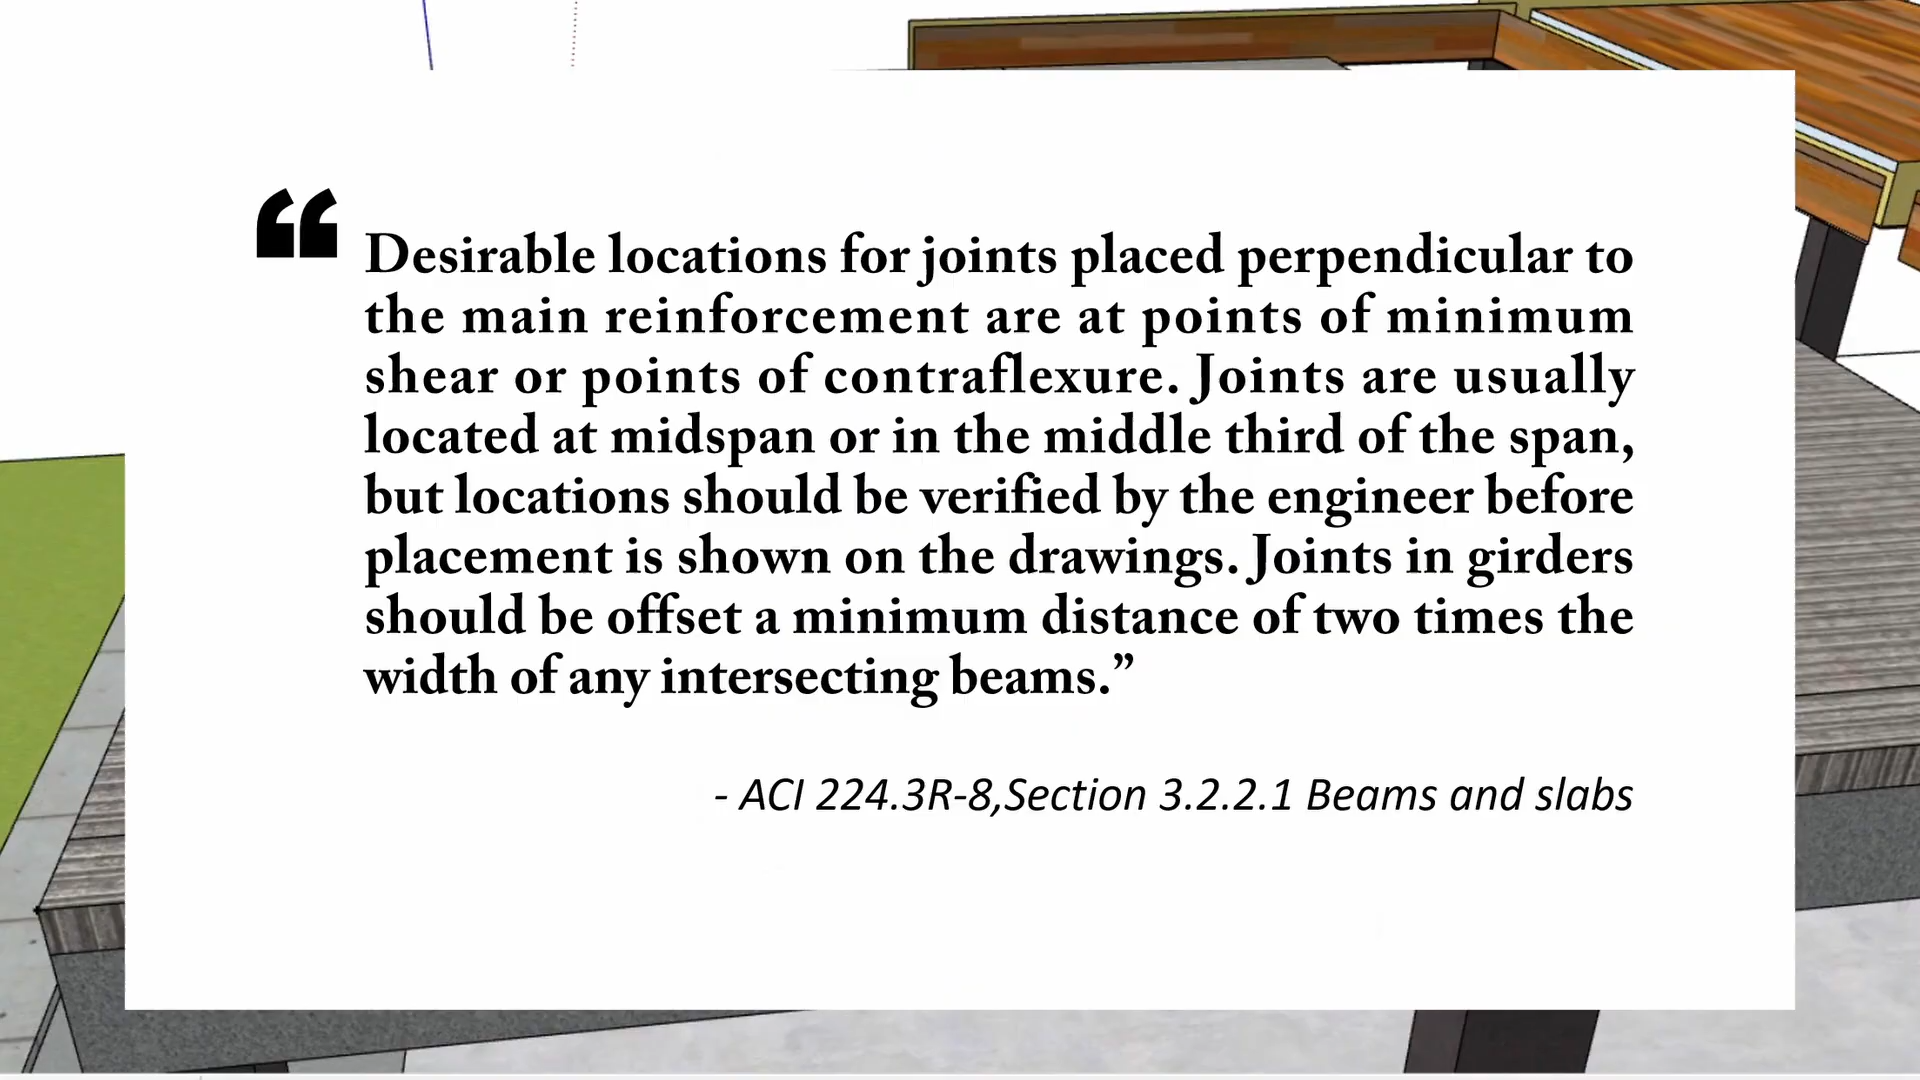 “ Desirable locations for joints placed perpendicular to
the main reinforcement are at points of minimum
shear or points of contraflexure. Joints are usually
located at midspan or in the middle third of the span,
but locations should be verified by the engineer before
placement is shown on the drawings. Joints in girders
should be offset a minimum distance of two times the
width of any intersecting beams.”
- ACI 224.3R-8,Section 3.2.2.1 Beams and slabs